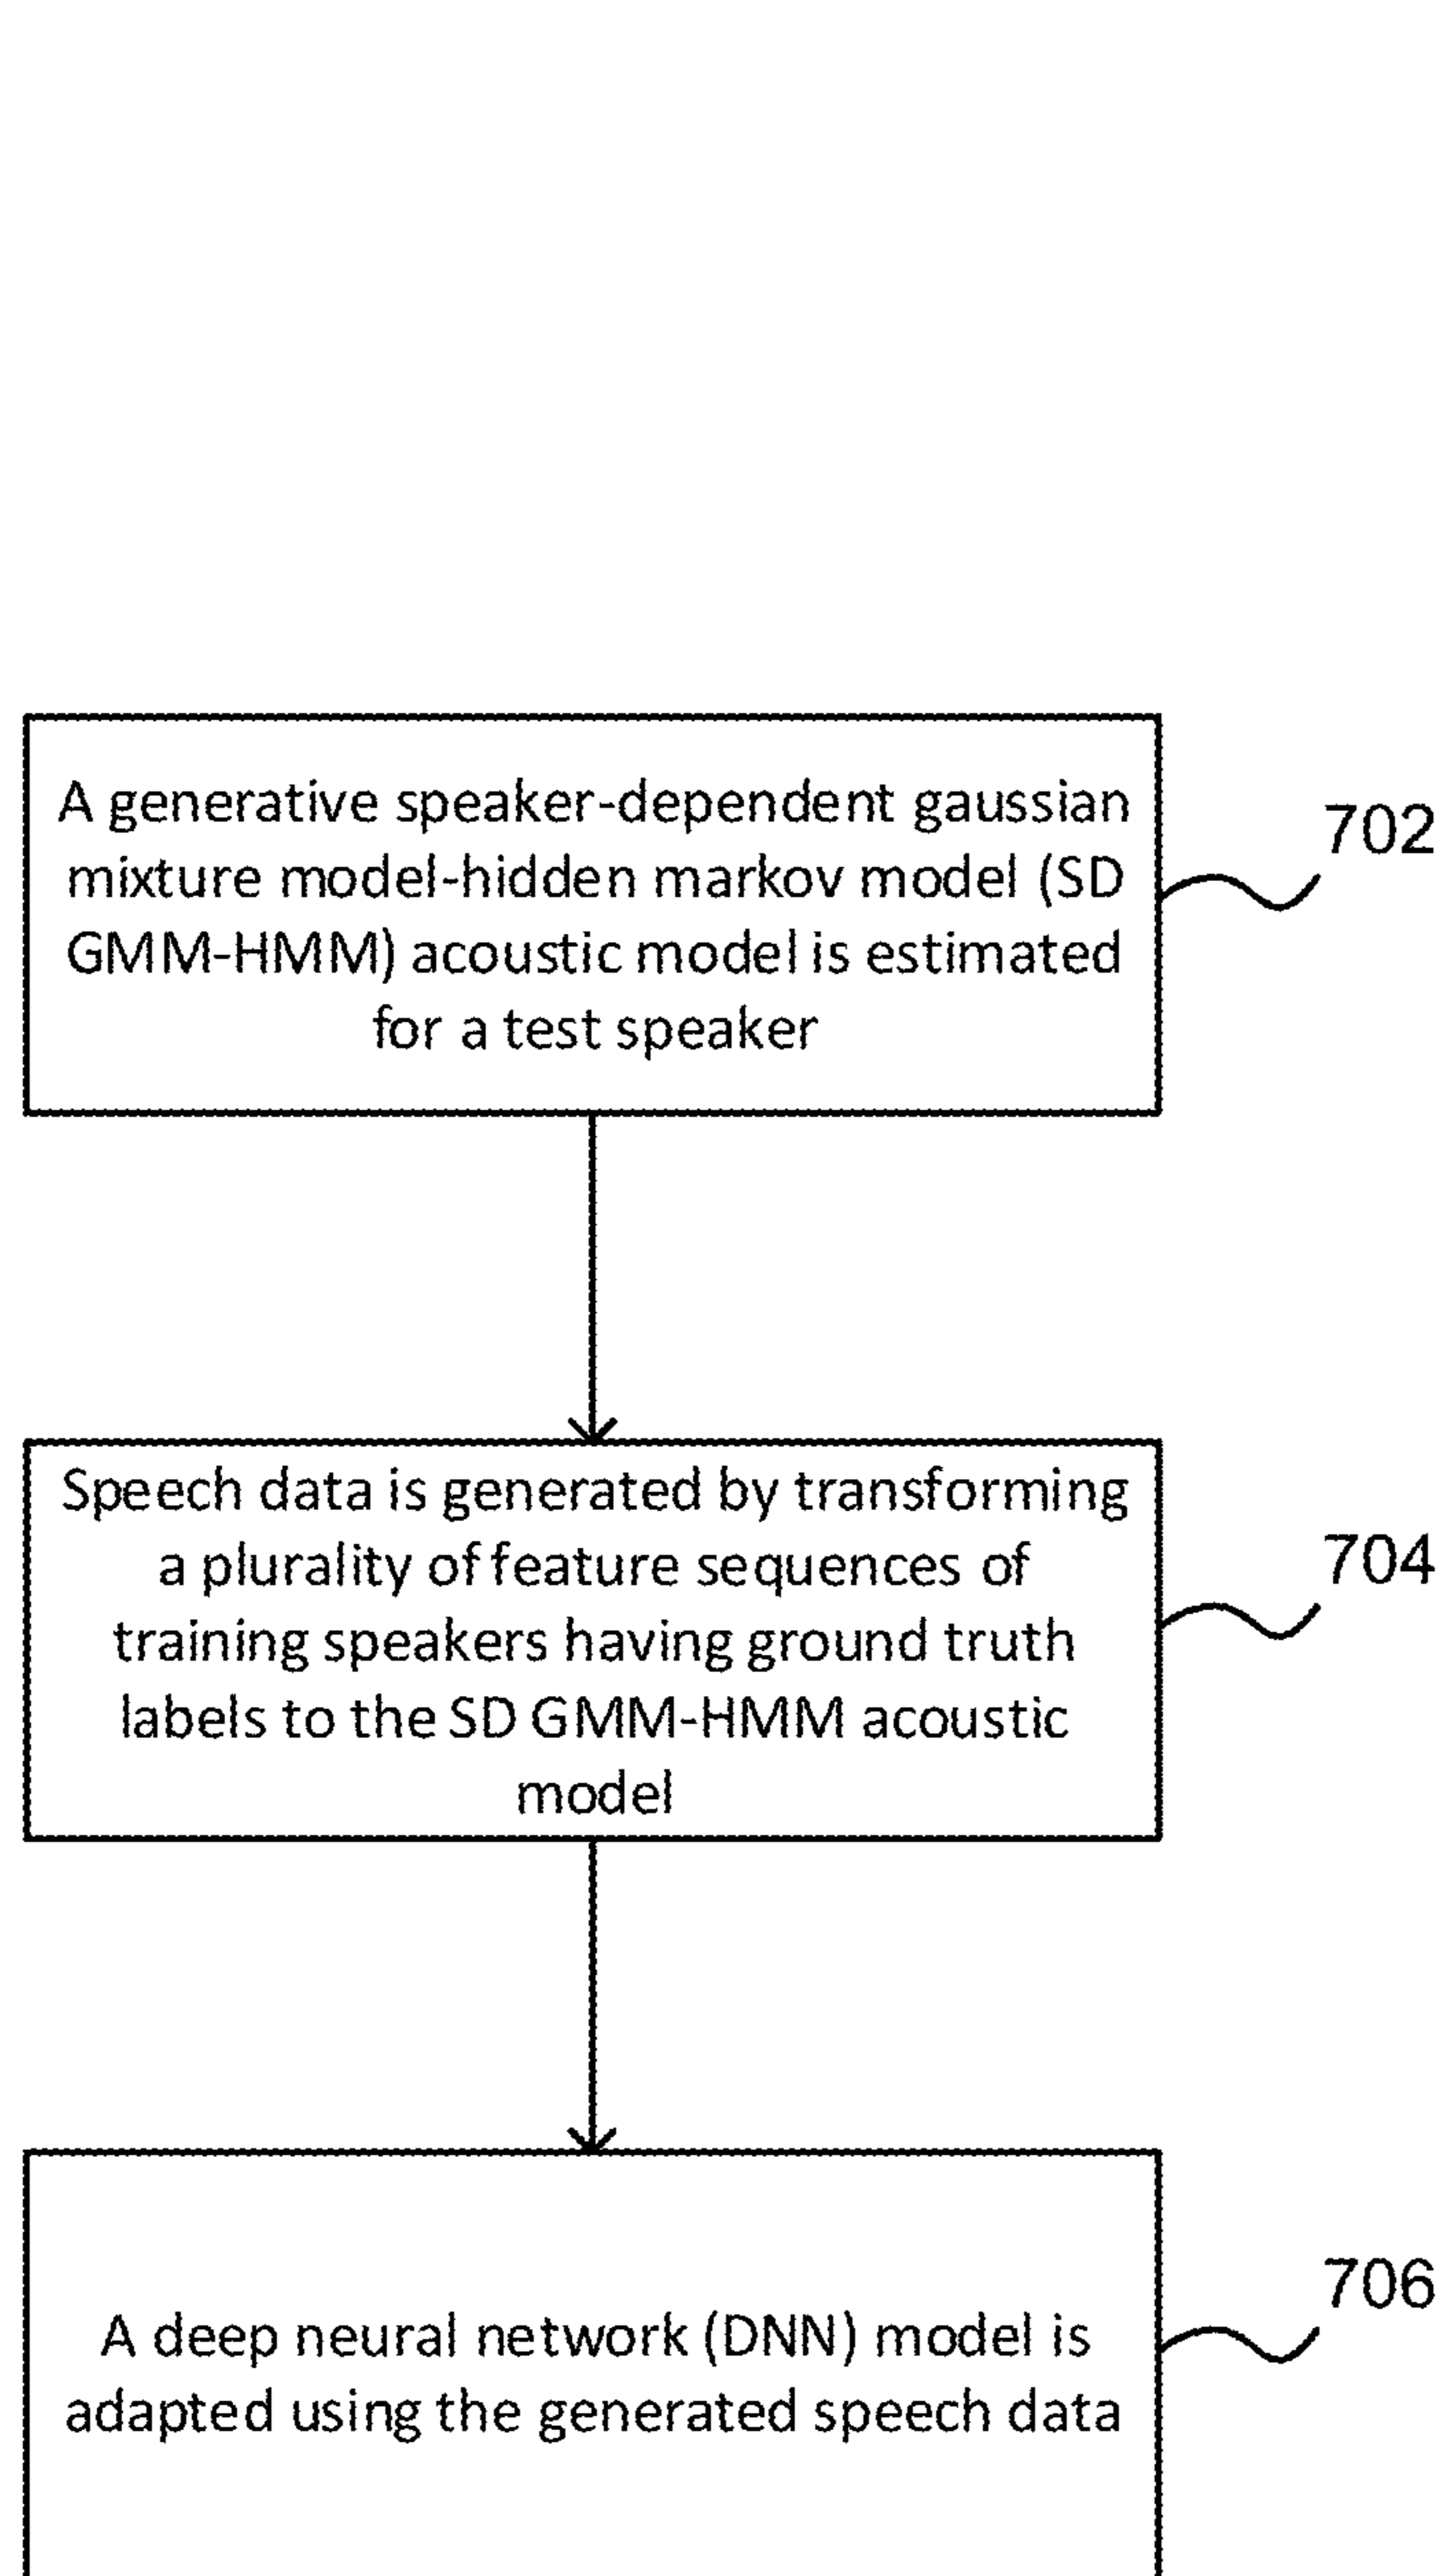 A generative speaker-dependent gaussian
mixture model-hidden markov model (SD
GMM-HMM) acoustic model is estimated
for a test speaker
702
Speech data is generated by transforming
a plurality of feature sequences of
training speakers having ground truth
labels to the SD GMM-HMM acoustic
model
704
A deep neural network (DNN) model is
adapted using the generated speech data
706